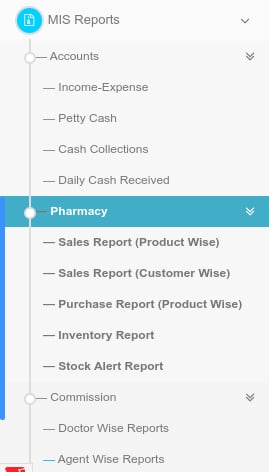 MIS Reports
Accounts
Income-Expense
Petty Cash
Cash Collections
Daily Cash Received
Pharmacy
Sales Report (Product Wise)
Sales Report (Customer Wise)
Purchase Report (Product Wise)
Inventory Report
Stock Alert Report
Commission
Doctor Wise Reports
Agent Wise Reports